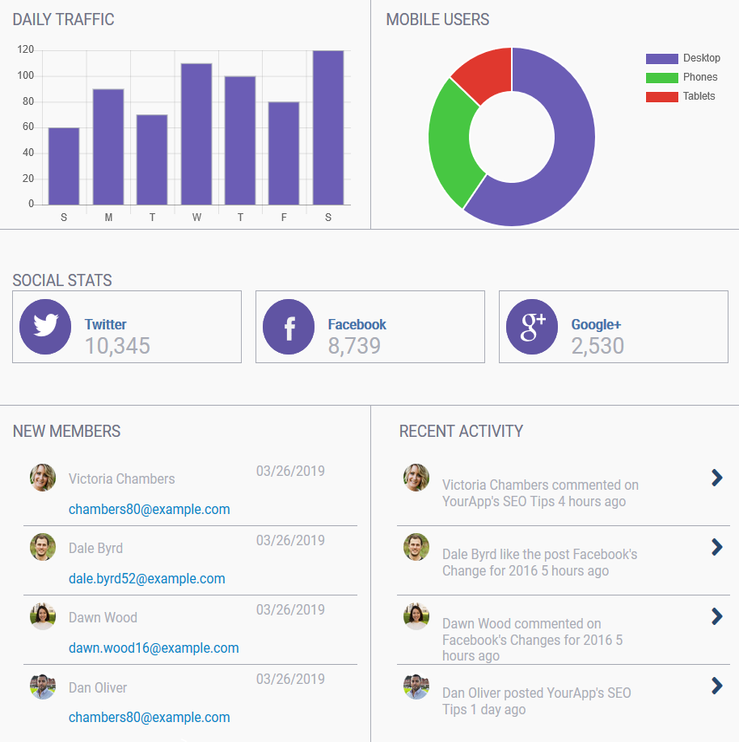 DAILY TRAFFIC
120
100
80
60
40
20
0
S M T W T F S
MOBILE USERS
Desktop
Phones
Tablets
SOCIAL STATS
Twitter
10,345
f
Facebook
8,739
g+
Google+
2,530
NEW MEMBERS
Victoria Chambers
03/26/2019
chambers80@example.com
Dale Byrd
03/26/2019
dale.byrd52@example.com
Dawn Wood
03/26/2019
dawn.wood16@example.com
Dan Oliver
03/26/2019
chambers80@example.com
RECENT ACTIVITY
Victoria Chambers commented on
YourApp's SEO Tips 4 hours ago
Dale Byrd like the post Facebook's
Change for 2016 5 hours ago
Dawn Wood commented on
Facebook's Changes for 2016 5
hours ago
Dan Oliver posted YourApp's SEO
Tips 1 day ago